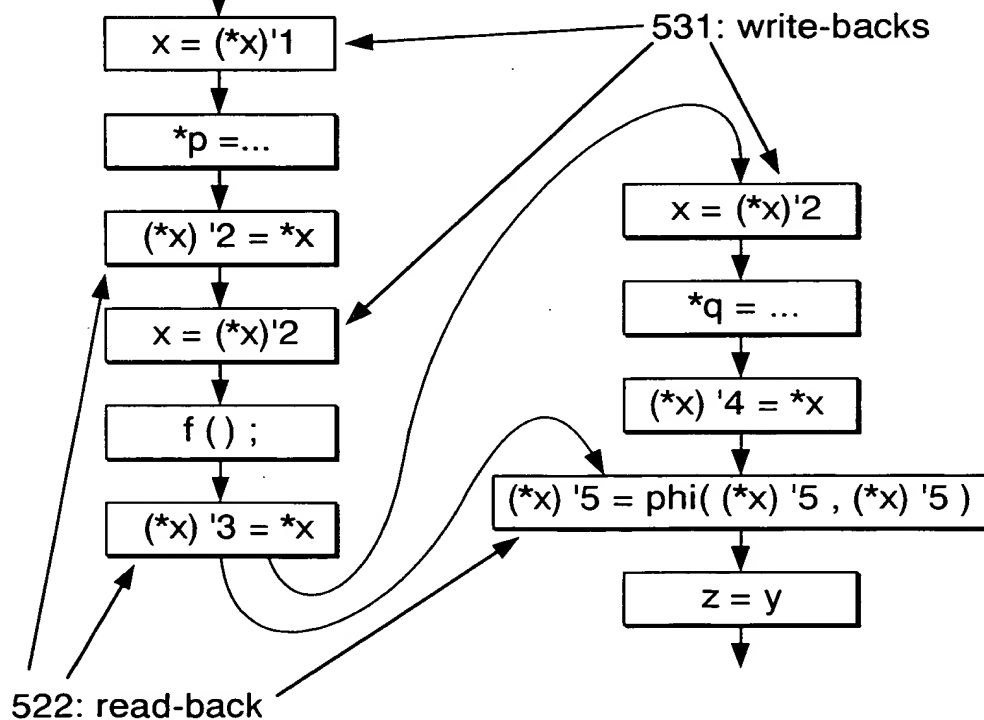 531: write-backs
x = (*x)'1
*p =...
(*x) '2 = *x
x = (*x)'2
f () ;
(*x) '3 = *x
x = (*x)'2
*q = ...
(*x) '4 = *x
(*x) '5 = phi( (*x) '5 , (*x) '5 )
z = y
522: read-back